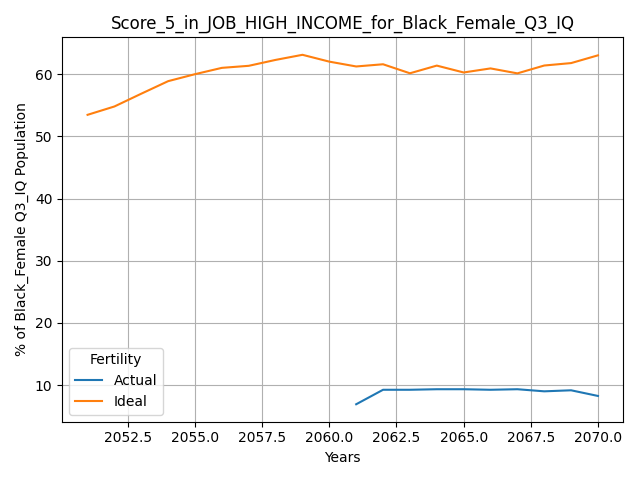 Score_5_in_JOB_HIGH_INCOME_for_Black_Female_Q3_IQ
% of Black_Female Q3_IQ Population
60
50
40
30
20
10
Fertility
Actual
Ideal
2052.5 2055.0 2057.5 2060.0 2062.5 2065.0 2067.5 2070.0
Years